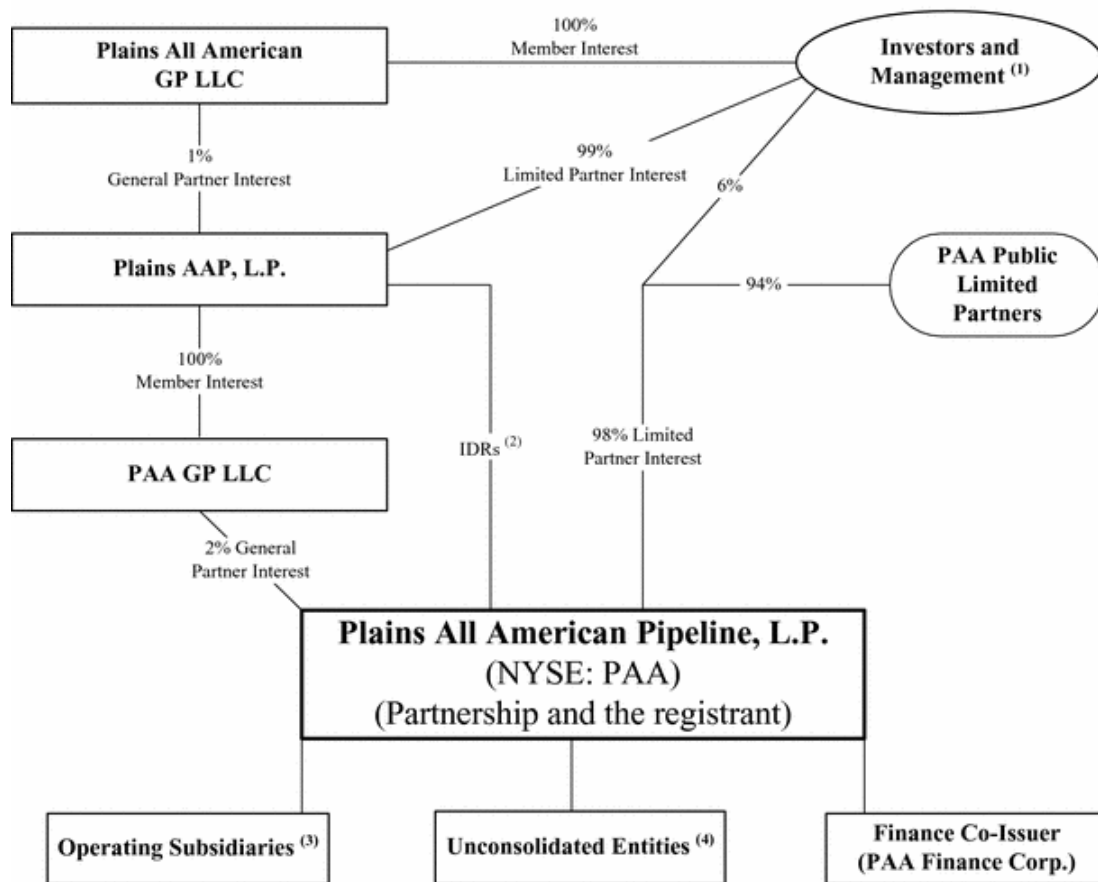 100%
Member Interest
Plains All American
GP LLC
Investors and
Management (1)
1%
General Partner Interest
99%
Limited Partner Interest
6%
Plains AAP, L.P.
PAA Public
Limited
Partners
94%
100%
Member Interest
IDRs (2)
98% Limited
Partner Interest
PAA GP LLC
2% General
Partner Interest
Plains All American Pipeline, L.P.
(NYSE: PAA)
(Partnership and the registrant)
Operating Subsidiaries (3)
Unconsolidated Entities (4)
Finance Co-Issuer
(PAA Finance Corp.)